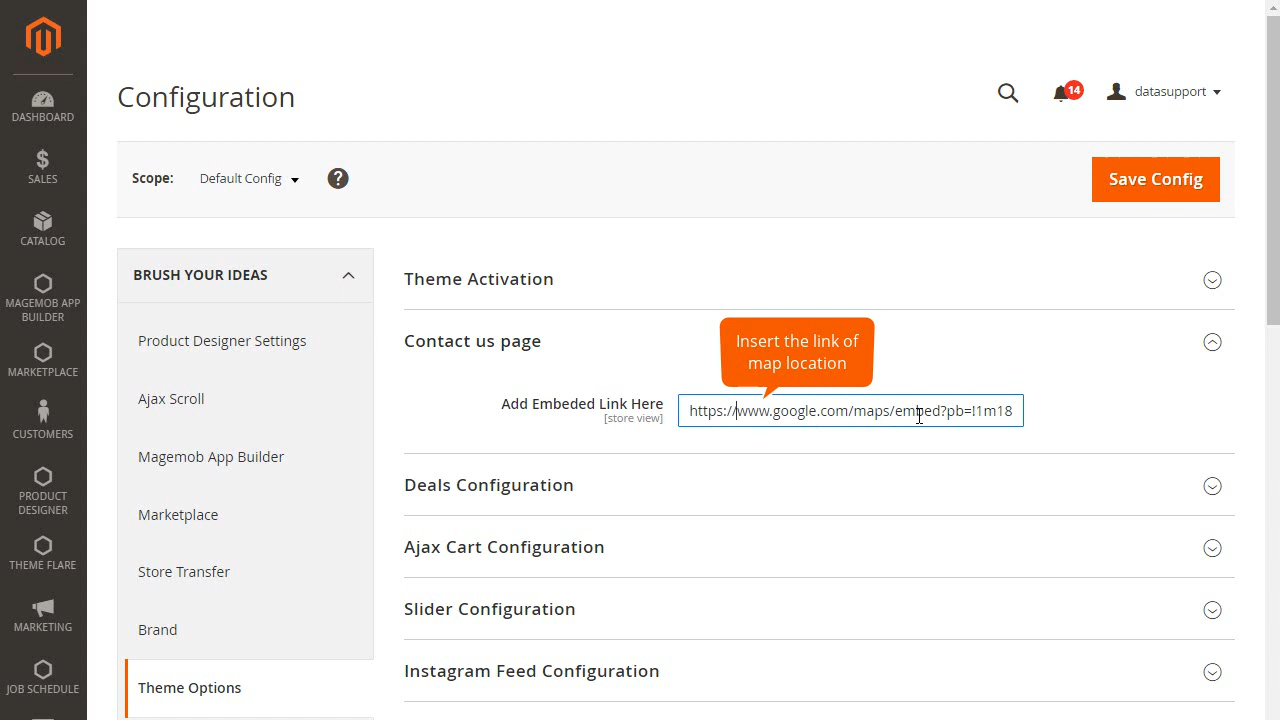 Configuration
14
datasupport
Scope:
Default Config
?
Save Config
DASHBOARD
SALES
CATALOG
MAGEMOB APP
BUILDER
MARKETPLACE
CUSTOMERS
PRODUCT
DESIGNER
THEME FLARE
MARKETING
JOB SCHEDULE
BRUSH YOUR IDEAS
Product Designer Settings
Ajax Scroll
Magemob App Builder
Marketplace
Store Transfer
Brand
Theme Options
Theme Activation
Contact us page
Insert the link of
map location
Add Embeded Link Here
[store view]
https://www.google.com/maps/embed?pb=!1m18
Deals Configuration
Ajax Cart Configuration
Slider Configuration
Instagram Feed Configuration